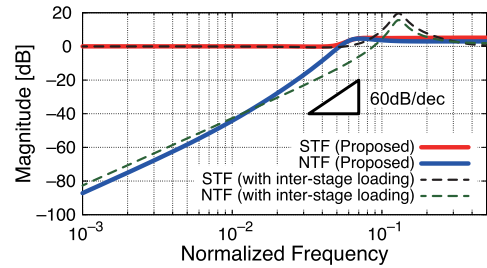 20
0
−20
−40
−60
−80
−100
Magnitude [dB]
60dB/dec
STF (Proposed)
NTF (Proposed)
STF (with inter-stage loading)
NTF (with inter-stage loading)
10−3
10−2
10−1
Normalized Frequency